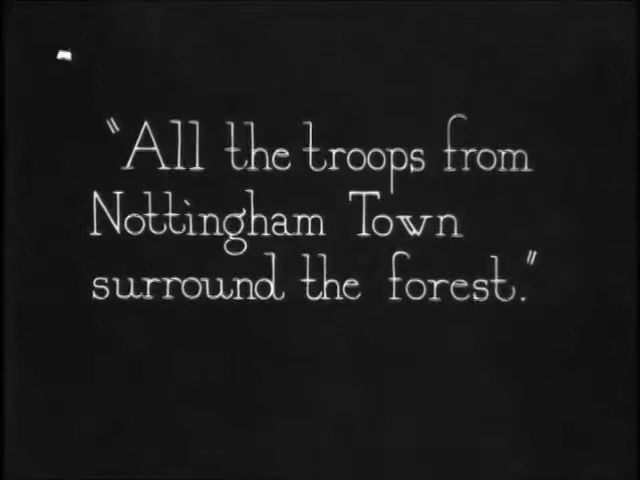 "All the troops from
Nottingham Town
surround the forest."